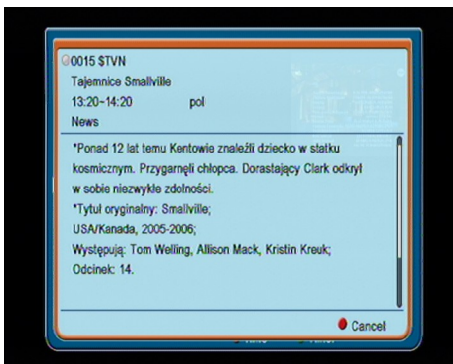 0015 $TVN
Tajemnice Smallville
13:20~14:20 pol
News
*Ponad 12 lat temu Kentowie znaleźli dziecko w statku
kosmicznym. Przygarnęli chłopca. Dorastający Clark odkrył
w sobie niezwykłe zdolności.
*Tytuł oryginalny: Smallville;
USA/Kanada, 2005-2006;
Występują: Tom Welling, Allison Mack, Kristin Kreuk;
Odcinek: 14.
Cancel